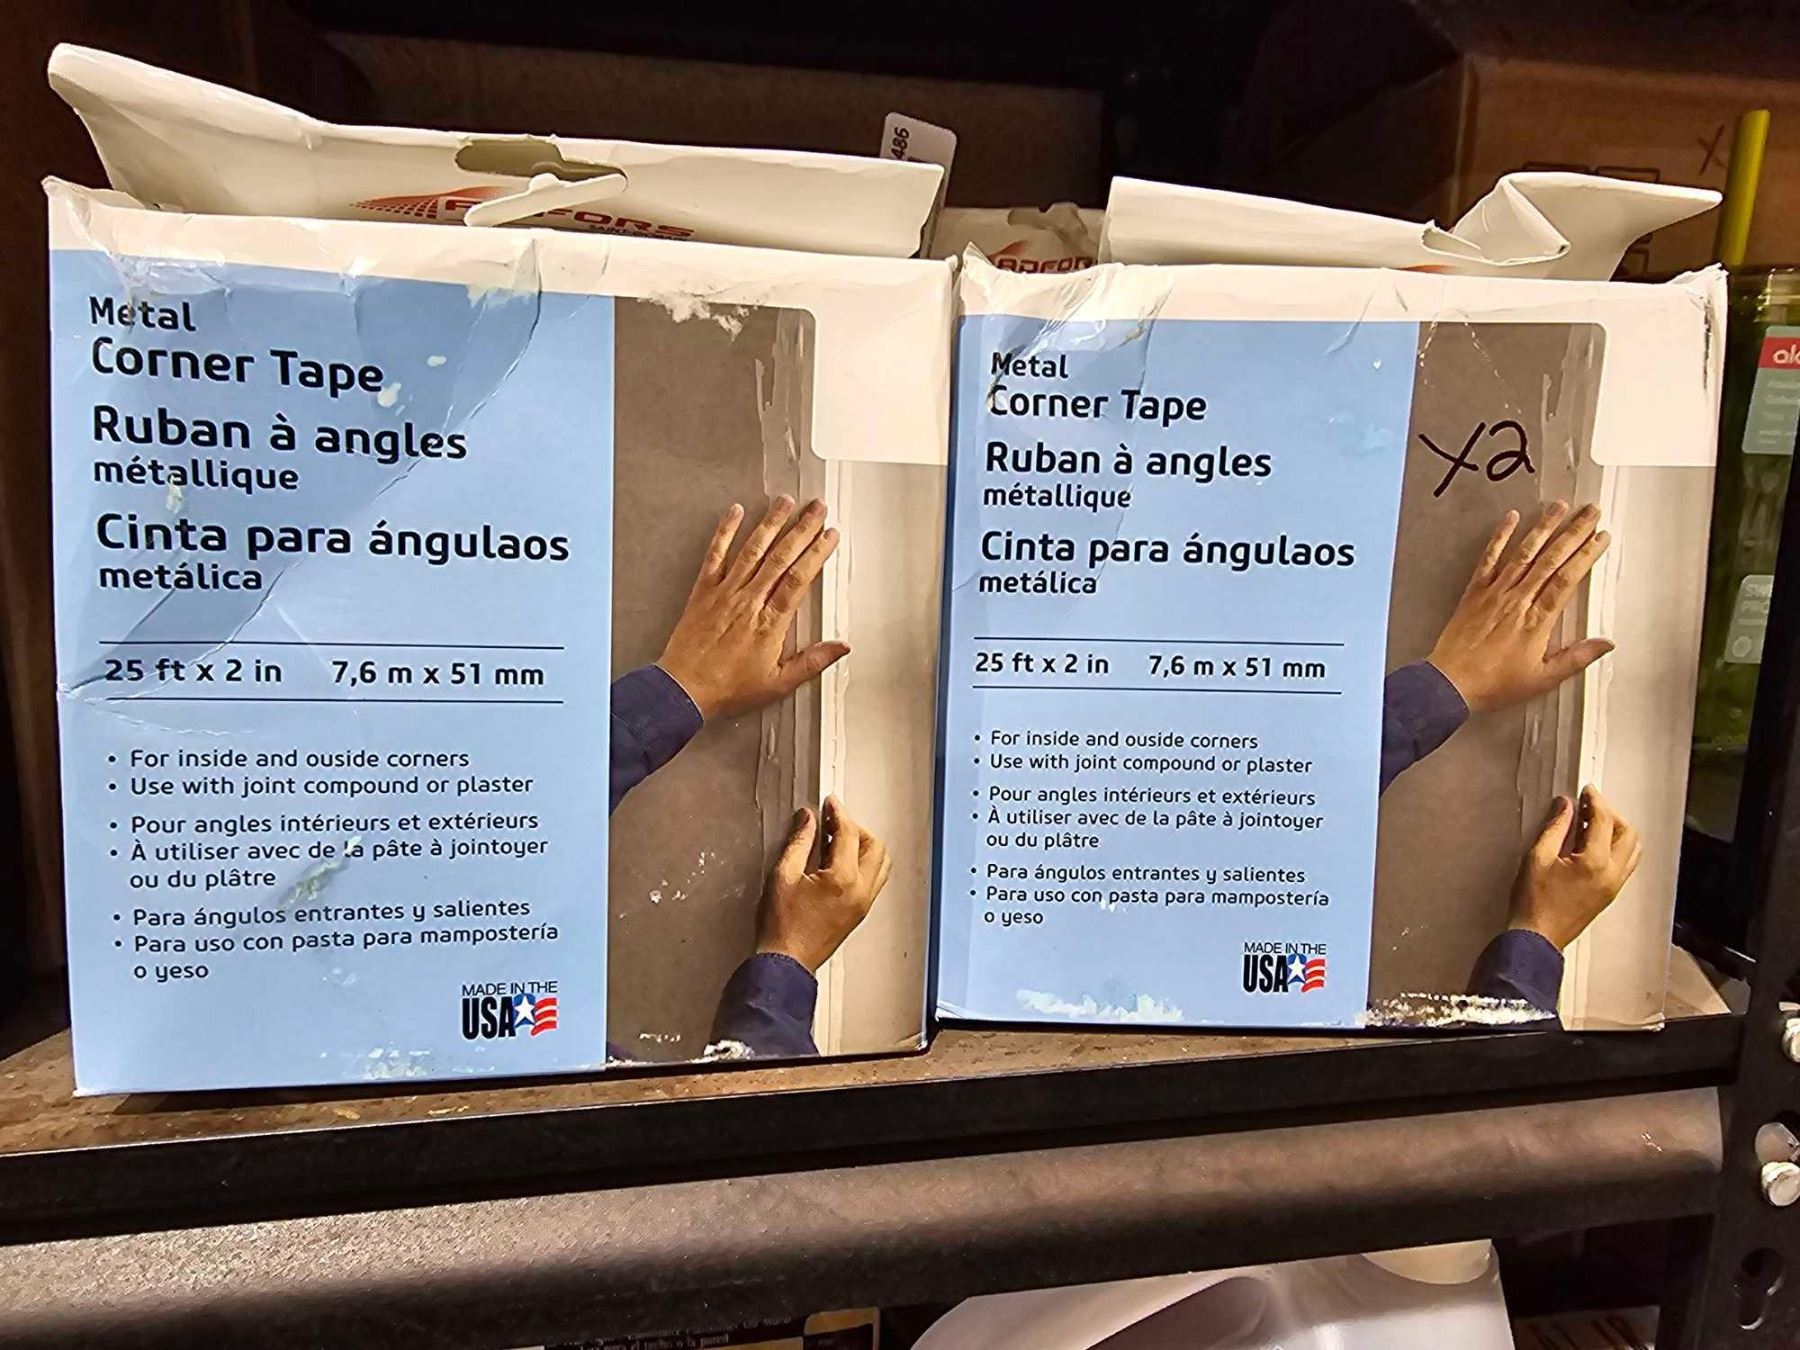 486
ADFORS
Metal
Corner Tape
Ruban à angles
métallique
Cinta para ángulaos
metálica
25 ft x 2 in 7,6 m x 51 mm
• For inside and ouside corners
• Use with joint compound or plaster
• Pour angles intérieurs et extérieurs
• À utiliser avec de la pâte à jointoyer
ou du plâtre
• Para ángulos entrantes y salientes
• Para uso con pasta para mampostería
o yeso
MADE IN THE
USA
ADFOR
Metal
Corner Tape
Ruban à angles
métallique
Cinta para ángulaos
metálica
X2
25 ft x 2 in 7,6 m x 51 mm
• For inside and ouside corners
• Use with joint compound or plaster
• Pour angles intérieurs et extérieurs
• À utiliser avec de la pâte à jointoyer
ou du plâtre
• Para ángulos entrantes y salientes
• Para uso con pasta para mampostería
o yeso
MADE IN THE
USA